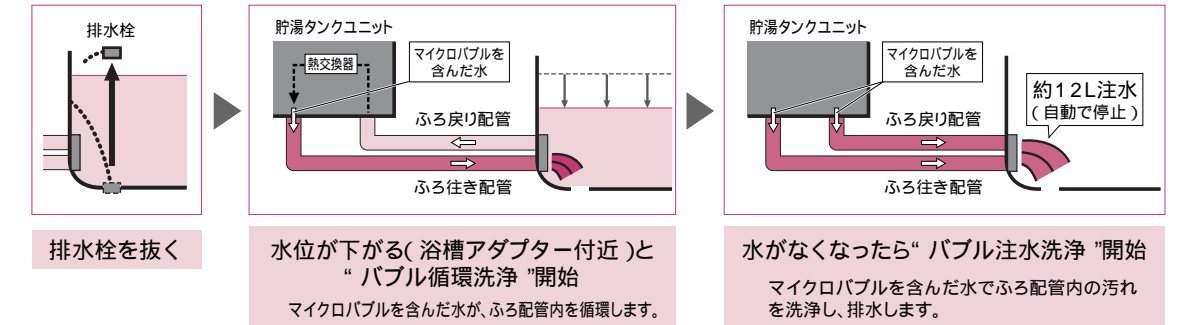 排水栓
排水栓を抜く
貯湯タンクユニット
熱交換器
マイクロバブルを
含んだ水
ふろ戻り配管
ふろ往き配管
水位が下がる(浴槽アダプター付近)と
“バブル循環洗浄”開始
マイクロバブルを含んだ水が、ふろ配管内を循環します。
貯湯タンクユニット
マイクロバブルを
含んだ水
約12L注水
(自動で停止)
ふろ戻り配管
ふろ往き配管
水がなくなったら“バブル注水洗浄”開始
マイクロバブルを含んだ水でふろ配管内の汚れ
を洗浄し、排水します。